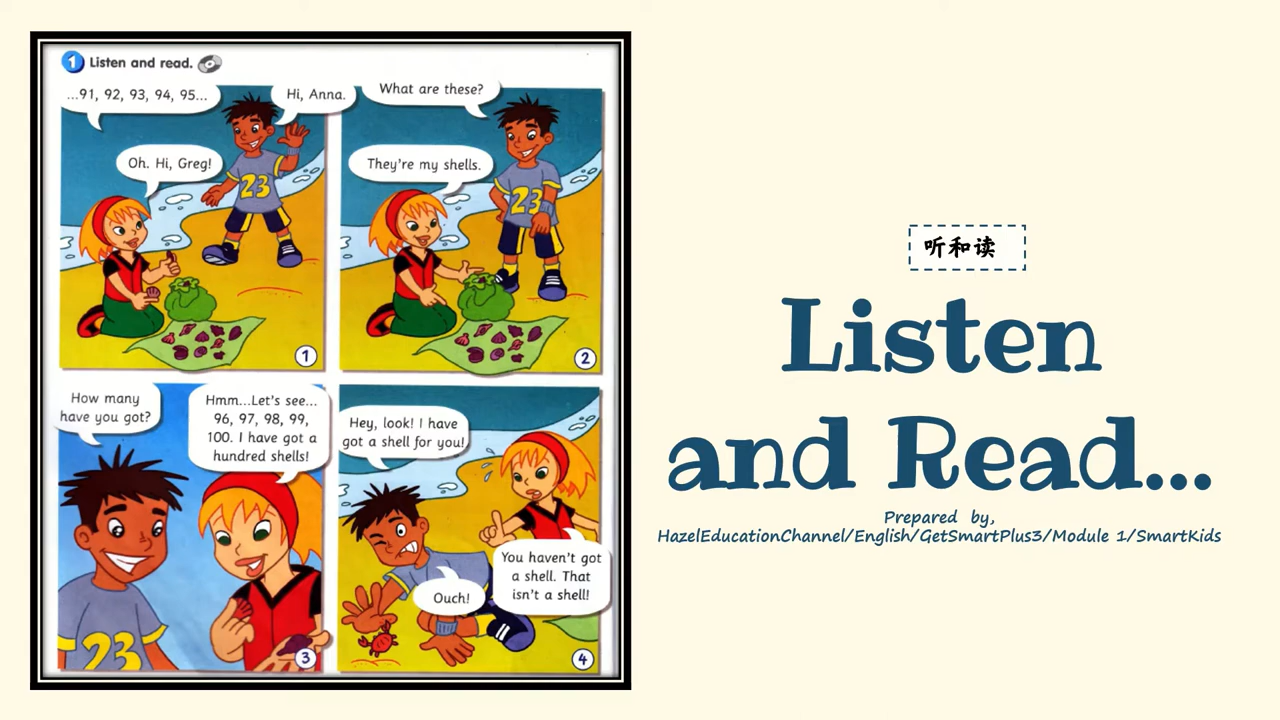 1 Listen and read.
...91, 92, 93, 94, 95...
Hi, Anna.
Oh. Hi, Greg!
23
1
What are these?
They're my shells.
23
2
How many
have you got?
Hmm...Let's see...
96, 97, 98, 99,
100. I have got a
hundred shells!
23
3
Hey, look! I have
got a shell for you!
Ouch!
You haven't got
a shell. That
isn't a shell!
4
听和读
Listen
and Read...
Prepared by,
HazelEducationChannel/English/GetSmartPlus3/Module 1/SmartKids